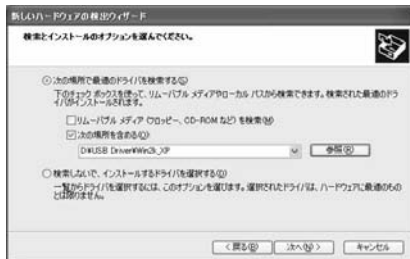 新しいハードウェアの検出ウィザード
検索とインストールのオプションを選んでください。
次の場所で最適のドライバを検索する(S)
下のチェック ボックスを使って、リムーバブル メディアやローカル パスから検索できます。検索された最適のドラ
イバがインストールされます。
リムーバブル メディア (フロッピー、CD-ROM など) を検索(M)
次の場所を含める(O)
D:¥USB Driver¥Win2k_XP
参照(R)
検索しないで、インストールするドライバを選択する(D)
一覧からドライバを選択するには、このオプションを選びます。選択されたドライバは、ハードウェアに最適のもの
とは限りません。
< 戻る(B)
次へ(N) >
キャンセル